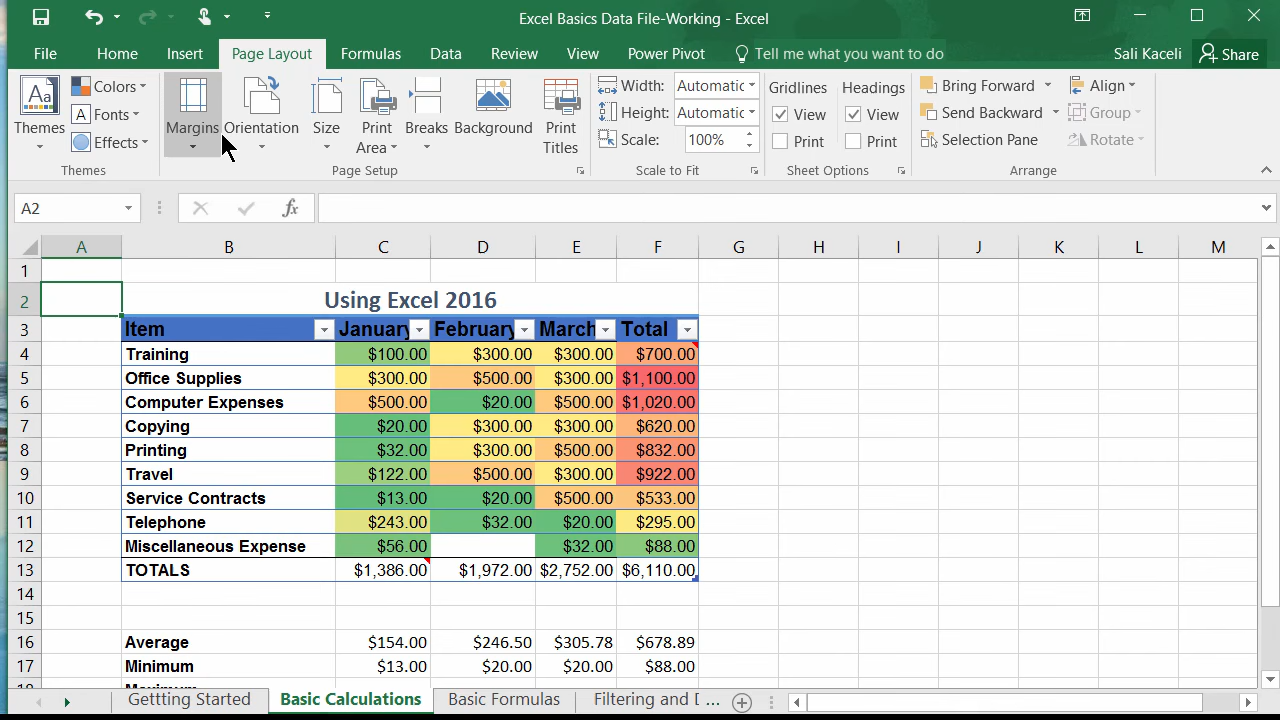 Excel Basics Data File-Working - Excel
File Home Insert Page Layout Formulas Data Review View Power Pivot Tell me what you want to do Sali Kaceli Share
Aa Themes Colors Fonts Effects Themes
Margins Orientation Size Print Area Breaks Background Print Titles Page Setup
Width: Automatic Height: Automatic Scale: 100% Scale to Fit
Gridlines View Print Headings View Print Sheet Options
Bring Forward Send Backward Selection Pane Align Group Rotate Arrange
A2 fx
A B C D E F G H I J K L M
1
2 Using Excel 2016
3 Item January February March Total
4 Training $100.00 $300.00 $300.00 $700.00
5 Office Supplies $300.00 $500.00 $300.00 $1,100.00
6 Computer Expenses $500.00 $20.00 $500.00 $1,020.00
7 Copying $20.00 $300.00 $300.00 $620.00
8 Printing $32.00 $300.00 $500.00 $832.00
9 Travel $122.00 $500.00 $300.00 $922.00
10 Service Contracts $13.00 $20.00 $500.00 $533.00
11 Telephone $243.00 $32.00 $20.00 $295.00
12 Miscellaneous Expense $56.00 $32.00 $88.00
13 TOTALS $1,386.00 $1,972.00 $2,752.00 $6,110.00
14
15
16 Average $154.00 $246.50 $305.78 $678.89
17 Minimum $13.00 $20.00 $20.00 $88.00
Gettting Started Basic Calculations Basic Formulas Filtering and D ...